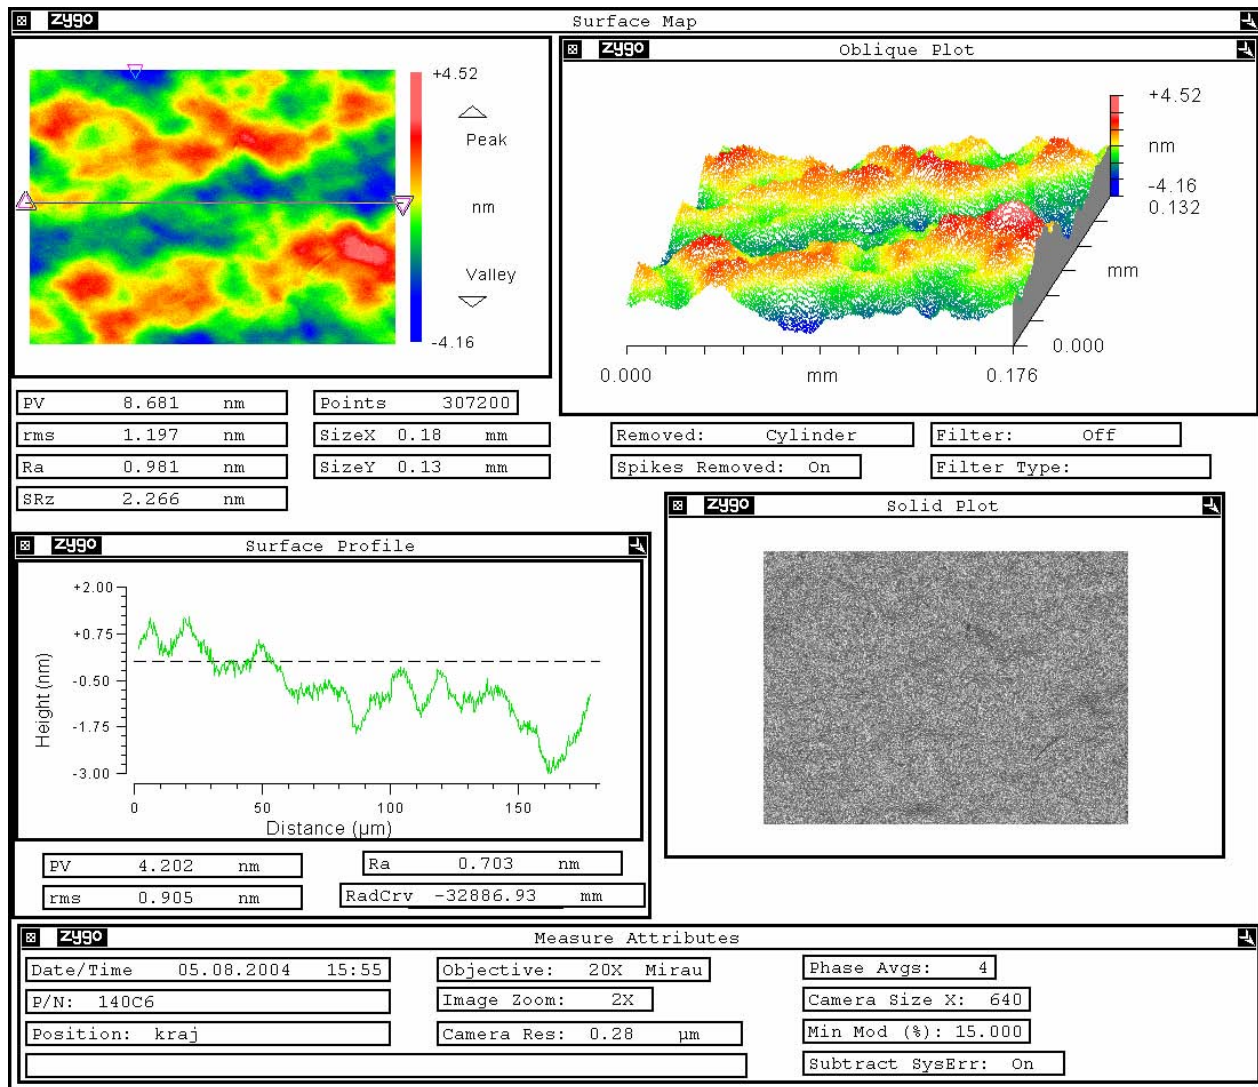 zygo Surface Map
+4.52
Peak
nm
Valley
-4.16
zygo Oblique Plot
+4.52
nm
-4.16
0.132
mm
0.000
0.000 mm 0.176
PV 8.681 nm
rms 1.197 nm
Ra 0.981 nm
SRz 2.266 nm
Points 307200
SizeX 0.18 mm
SizeY 0.13 mm
Removed: Cylinder
Filter: Off
Spikes Removed: On
Filter Type:
zygo Surface Profile
+2.00
+0.75
-0.50
-1.75
-3.00
Height (nm)
0 50 100 150
Distance (µm)
PV 4.202 nm
rms 0.905 nm
Ra 0.703 nm
RadCrv -32886.93 mm
zygo Solid Plot
zygo Measure Attributes
Date/Time 05.08.2004 15:55
P/N: 140C6
Position: kraj
Objective: 20X Mirau
Image Zoom: 2X
Camera Res: 0.28 µm
Phase Avgs: 4
Camera Size X: 640
Min Mod (%): 15.000
Subtract SysErr: On